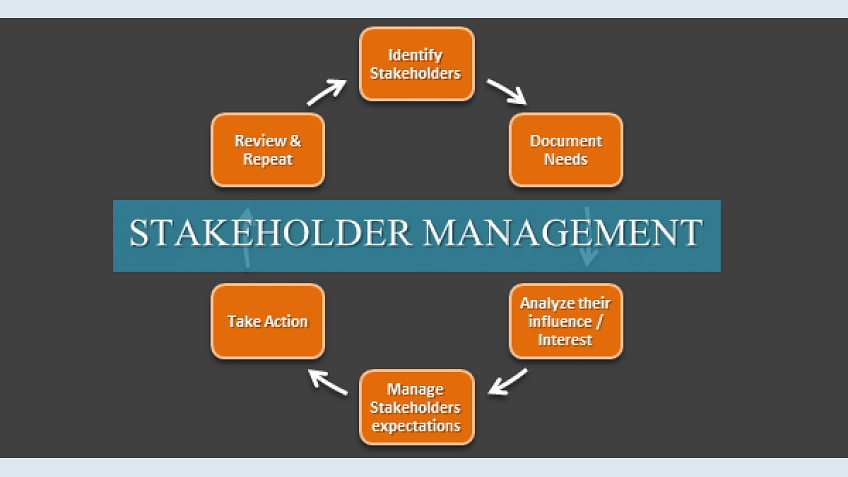 Identify
Stakeholders
Review &
Repeat
Document
Needs
STAKEHOLDER MANAGEMENT
Take Action
Analyze their
influence /
Interest
Manage
Stakeholders
expectations